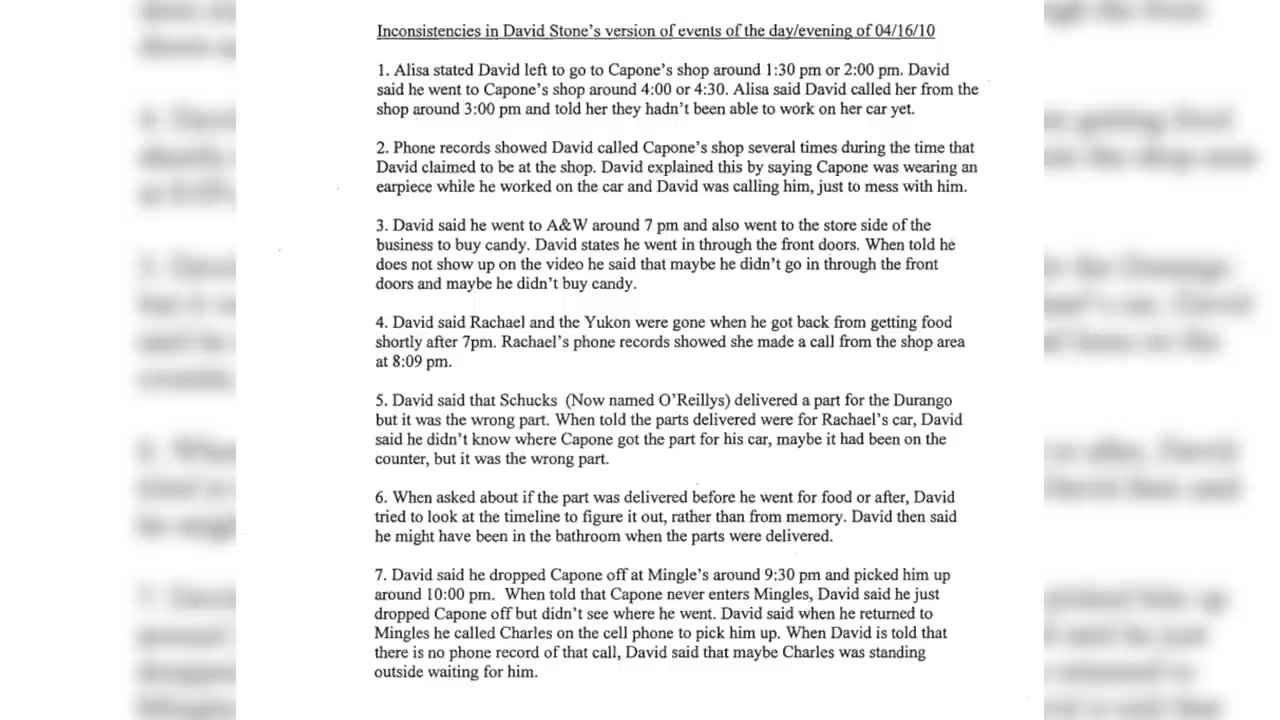 Inconsistencies in David Stone's version of events of the day/evening of 04/16/10
1. Alisa stated David left to go to Capone's shop around 1:30 pm or 2:00 pm. David
said he went to Capone's shop around 4:00 or 4:30. Alisa said David called her from the
shop around 3:00 pm and told her they hadn't been able to work on her car yet.
2. Phone records showed David called Capone's shop several times during the time that
David claimed to be at the shop. David explained this by saying Capone was wearing an
earpiece while he worked on the car and David was calling him, just to mess with him.
3. David said he went to A&W around 7 pm and also went to the store side of the
business to buy candy. David states he went in through the front doors. When told he
does not show up on the video he said that maybe he didn't go in through the front
doors and maybe he didn't buy candy.
4. David said Rachael and the Yukon were gone when he got back from getting food
shortly after 7pm. Rachael's phone records showed she made a call from the shop area
at 8:09 pm.
5. David said that Schucks (Now named O'Reillys) delivered a part for the Durango
but it was the wrong part. When told the parts delivered were for Rachael's car, David
said he didn't know where Capone got the part for his car, maybe it had been on the
counter, but it was the wrong part.
6. When asked about if the part was delivered before he went for food or after, David
tried to look at the timeline to figure it out, rather than from memory. David then said
he might have been in the bathroom when the parts were delivered.
7. David said he dropped Capone off at Mingle's around 9:30 pm and picked him up
around 10:00 pm. When told that Capone never enters Mingles, David said he just
dropped Capone off but didn't see where he went. David said when he returned to
Mingles he called Charles on the cell phone to pick him up. When David is told that
there is no phone record of that call, David said that maybe Charles was standing
outside waiting for him.